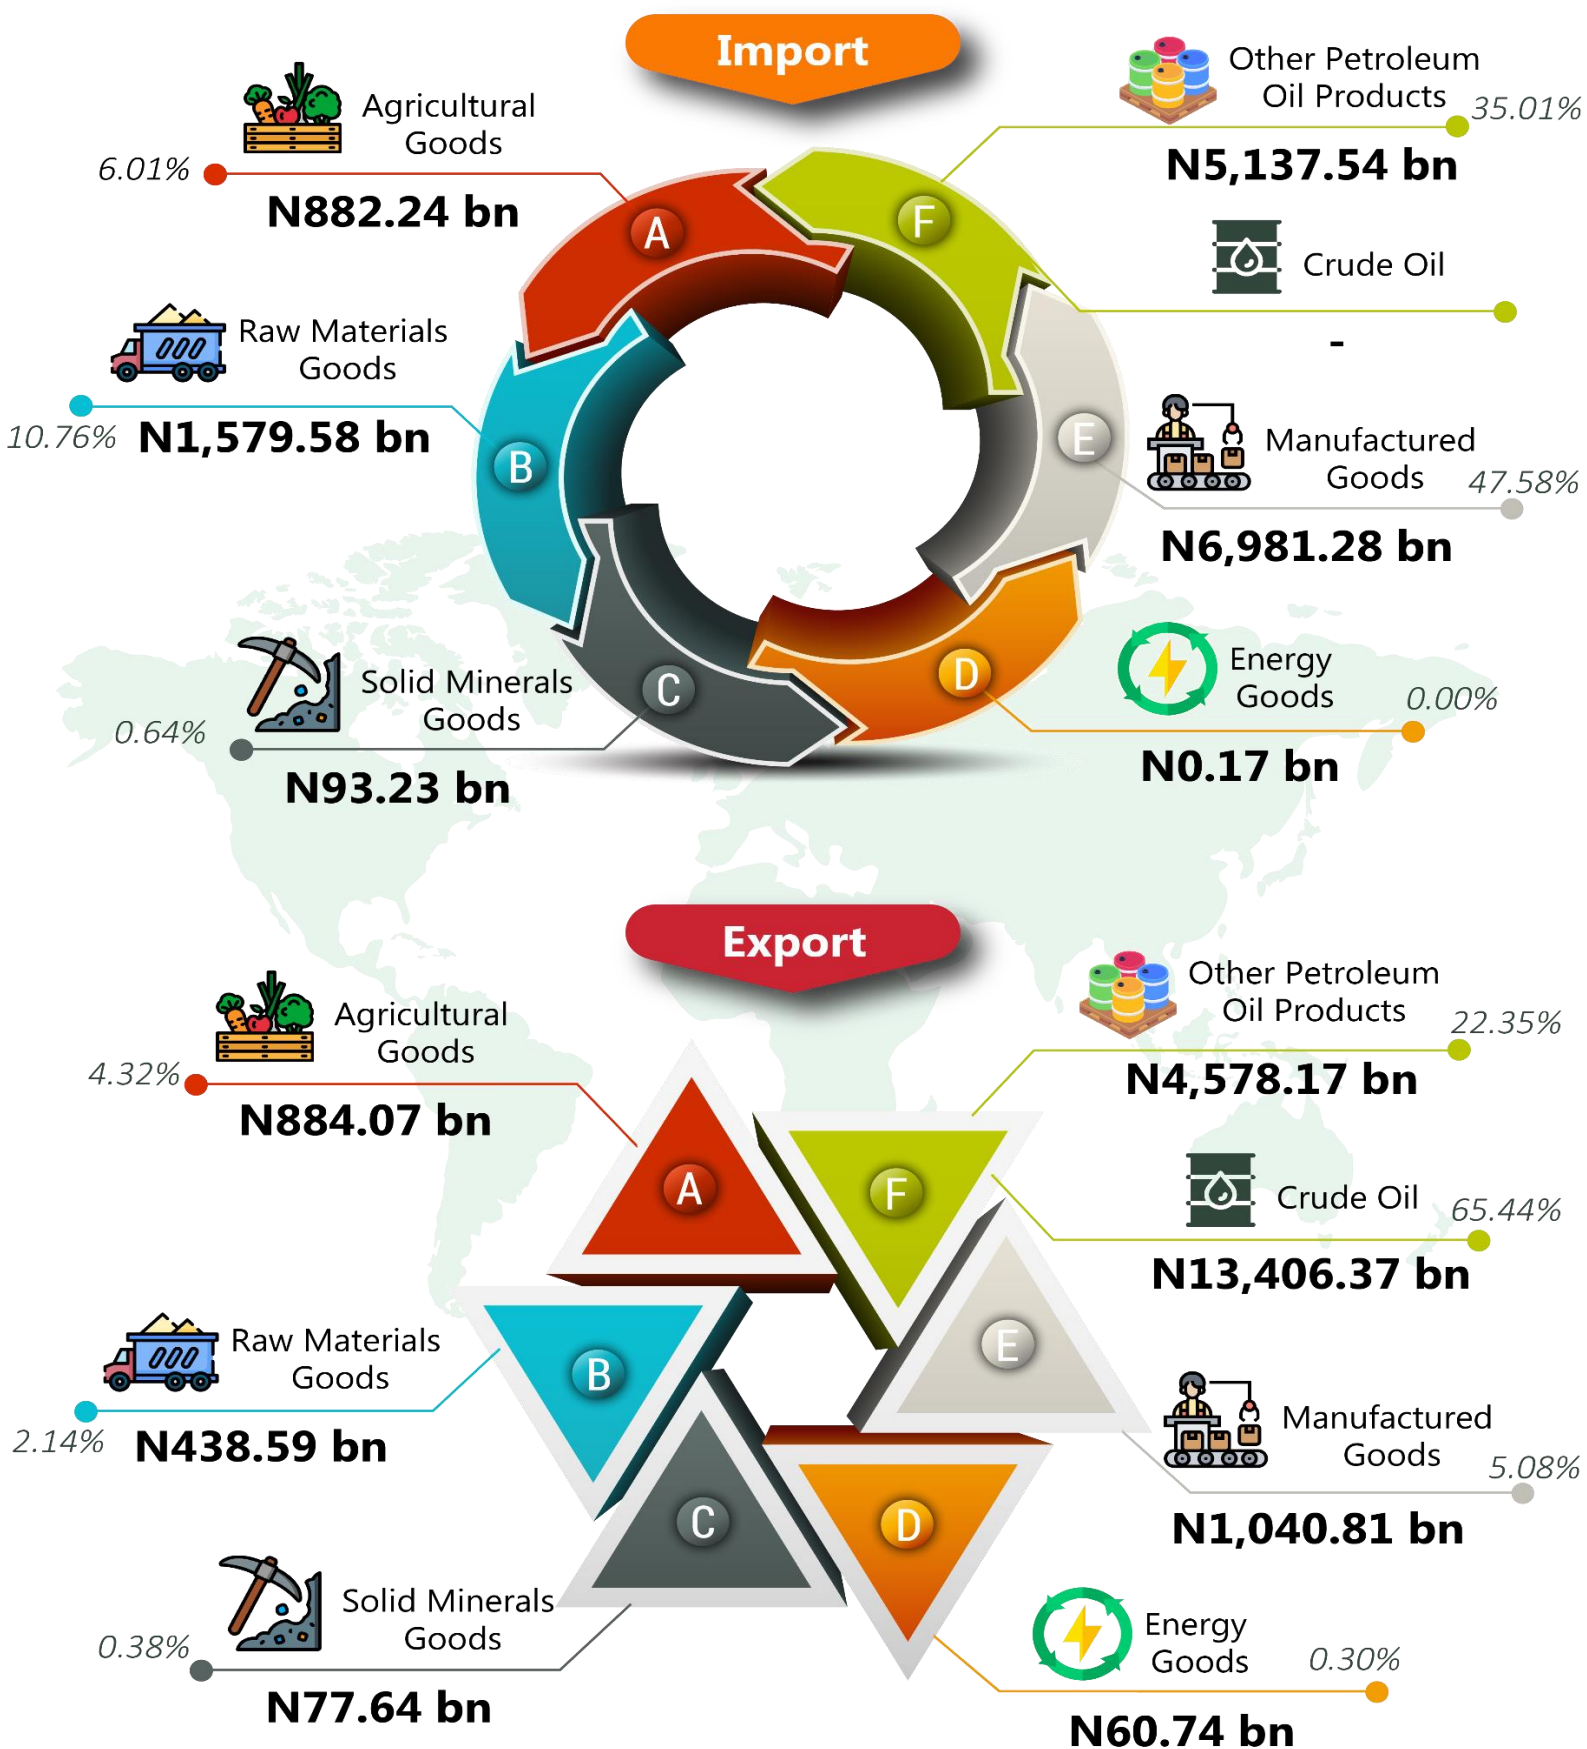 Import
Agricultural
Goods
6.01%
N882.24 bn
Other Petroleum
Oil Products
35.01%
N5,137.54 bn
Crude Oil
-
Raw Materials
Goods
10.76%
N1,579.58 bn
Manufactured
Goods
47.58%
N6,981.28 bn
Solid Minerals
Goods
0.64%
N93.23 bn
Energy
Goods
0.00%
N0.17 bn
A
B
C
D
E
F
Export
Agricultural
Goods
4.32%
N884.07 bn
Other Petroleum
Oil Products
22.35%
N4,578.17 bn
Crude Oil
65.44%
N13,406.37 bn
Raw Materials
Goods
2.14%
N438.59 bn
Manufactured
Goods
5.08%
N1,040.81 bn
Solid Minerals
Goods
0.38%
N77.64 bn
Energy
Goods
0.30%
N60.74 bn
A
B
C
D
E
F